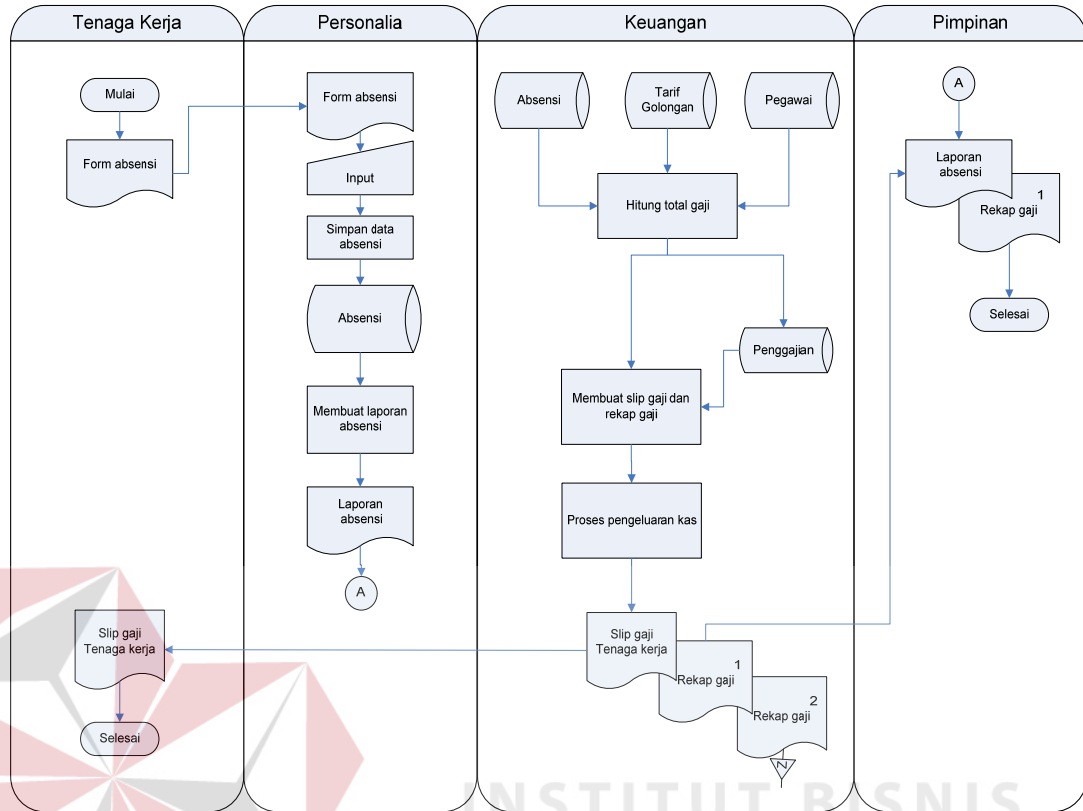 Tenaga Kerja
Personalia
Keuangan
Pimpinan
Mulai
Form absensi
Slip gaji
Tenaga kerja
Selesai
Form absensi
Input
Simpan data
absensi
Absensi
Membuat laporan
absensi
Laporan
absensi
A
Absensi
Tarif
Golongan
Pegawai
Hitung total gaji
Penggajian
Membuat slip gaji dan
rekap gaji
Proses pengeluaran kas
Slip gaji
Tenaga kerja
1
Rekap gaji
2
Rekap gaji
N
A
Laporan
absensi
1
Rekap gaji
Selesai
INSTITUT BISNIS